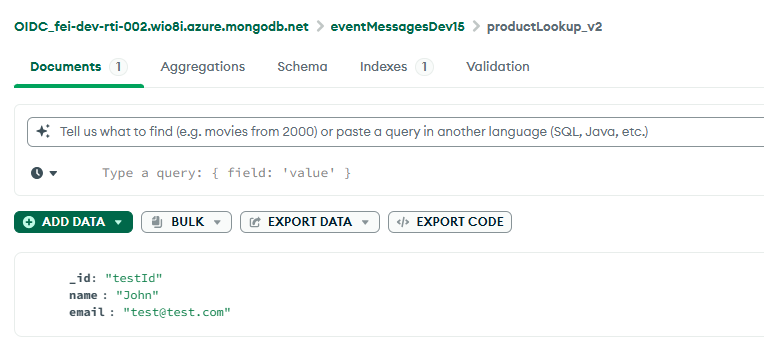 OIDC_fei-dev-rti-002.wio8i.azure.mongodb.net > eventMessagesDev15 > productLookup_v2
Documents 1 Aggregations Schema Indexes 1 Validation
Tell us what to find (e.g. movies from 2000) or paste a query in another language (SQL, Java, etc.)
Type a query: { field: 'value' }
ADD DATA BULK EXPORT DATA </> EXPORT CODE
_id: "testId"
name : "John"
email : "test@test.com"